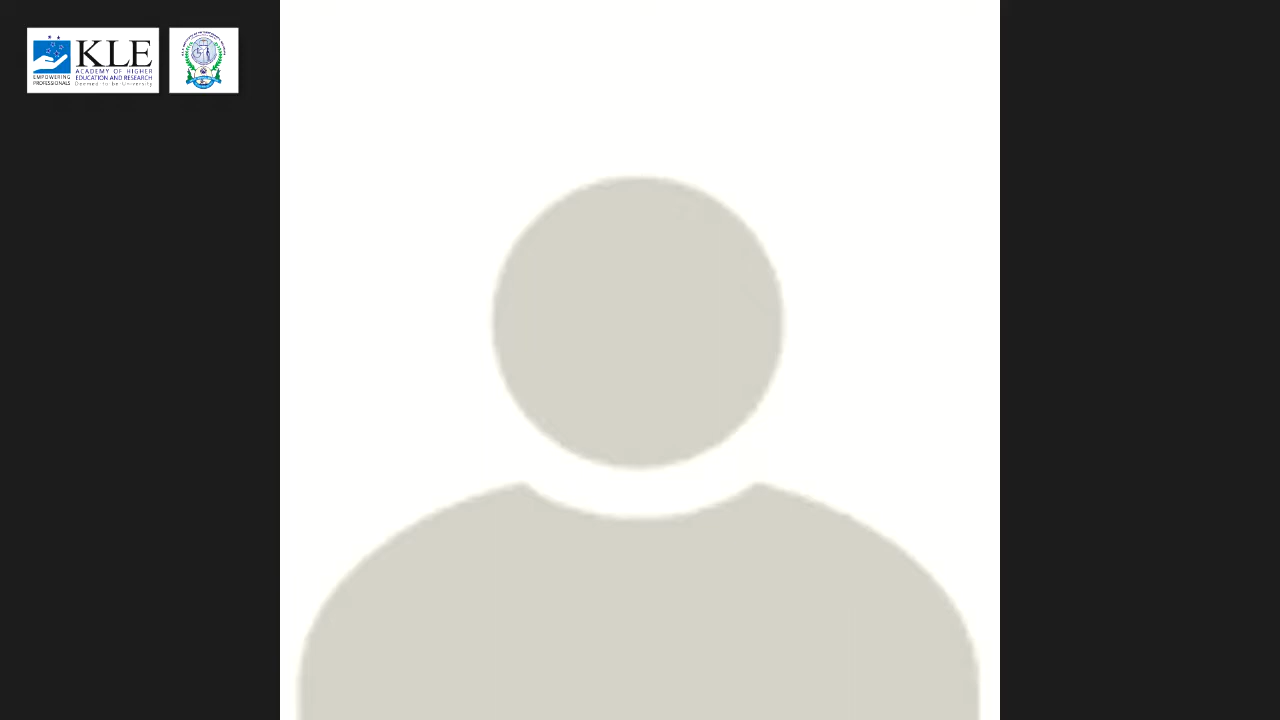 KLE
ACADEMY OF HIGHER
EDUCATION AND RESEARCH
Deemed-to-be-University
EMPOWERING
PROFESSIONALS